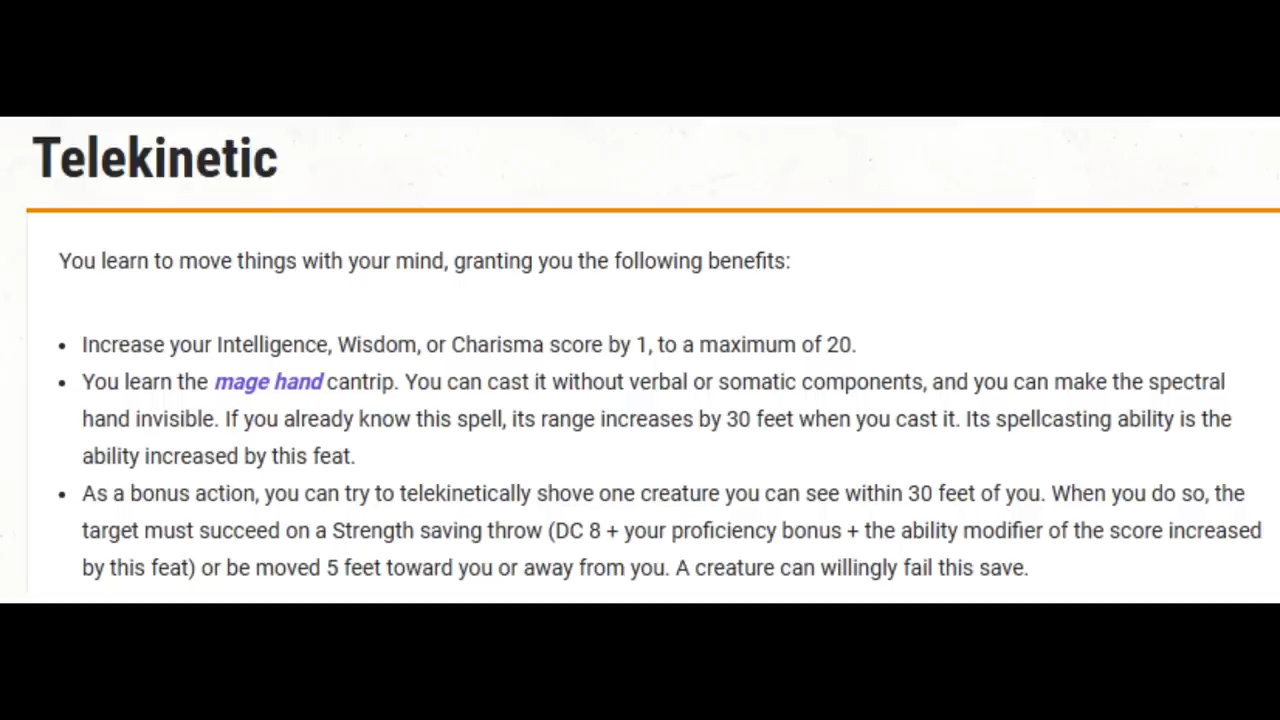 Telekinetic
You learn to move things with your mind, granting you the following benefits:
• Increase your Intelligence, Wisdom, or Charisma score by 1, to a maximum of 20.
• You learn the mage hand cantrip. You can cast it without verbal or somatic components, and you can make the spectral
hand invisible. If you already know this spell, its range increases by 30 feet when you cast it. Its spellcasting ability is the
ability increased by this feat.
• As a bonus action, you can try to telekinetically shove one creature you can see within 30 feet of you. When you do so, the
target must succeed on a Strength saving throw (DC 8 + your proficiency bonus + the ability modifier of the score increased
by this feat) or be moved 5 feet toward you or away from you. A creature can willingly fail this save.